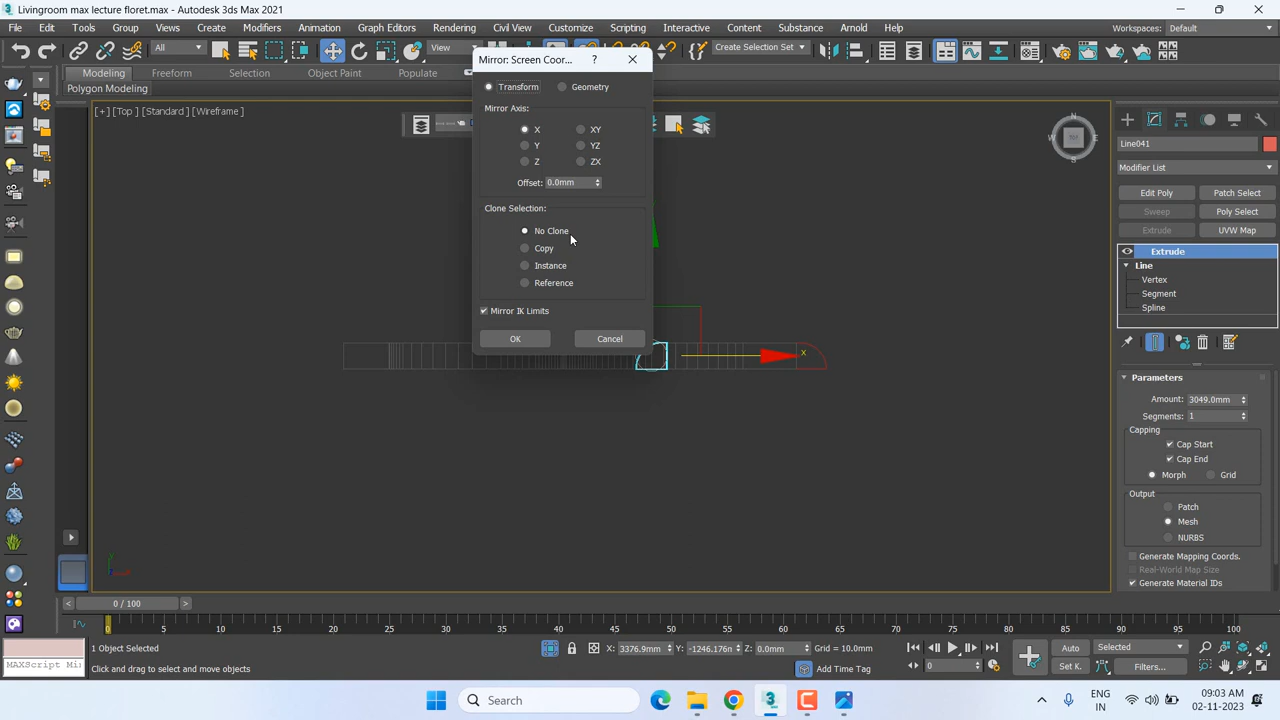 Livingroom max lecture floret.max - Autodesk 3ds Max 2021
File Edit Tools Group Views Create Modifiers Animation Graph Editors Rendering Civil View Customize Scripting Interactive Content Substance Arnold Help
Workspaces: Default
All View Create Selection Set
Modeling Freeform Selection Object Paint Populate
Polygon Modeling
[+] [Top ] [Standard ] [Wireframe ]
Mirror: Screen Coor... ?
Transform Geometry
Mirror Axis:
X XY
Y YZ
Z ZX
Offset: 0.0mm
Clone Selection:
No Clone
Copy
Instance
Reference
Mirror IK Limits
OK Cancel
x
y
N
W E
S
TOP
Line041
Modifier List
Edit Poly Patch Select
Sweep Poly Select
Extrude UVW Map
Extrude
Line
Vertex
Segment
Spline
Parameters
Amount: 3049.0mm
Segments: 1
Capping
Cap Start
Cap End
Morph Grid
Output
Patch
Mesh
NURBS
Generate Mapping Coords.
Real-World Map Size
Generate Material IDs
< 0 / 100 >
0 5 10 15 20 25 30 35 40 45 50 55 60 65 70 75 80 85 90 95 100
1 Object Selected
X: 3376.9mm Y: -1246.176m Z: 0.0mm Grid = 10.0mm
Auto Selected
MAXScript Mi
Click and drag to select and move objects
Add Time Tag
0
Set K. Filters...
Search
ENG
IN
09:03 AM
02-11-2023